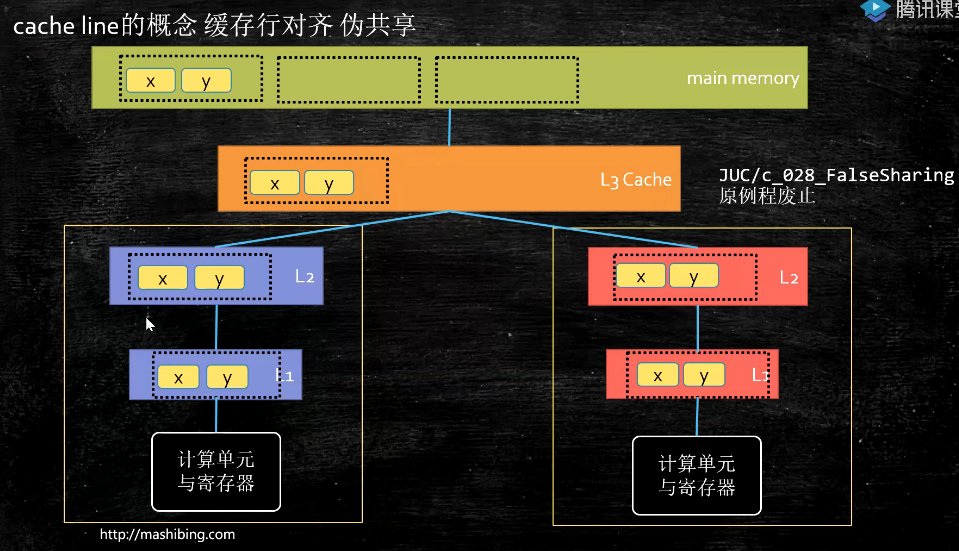 cache line的概念 缓存行对齐 伪共享
腾讯课堂
x y
main memory
x y
L3 Cache
JUC/c_028_FalseSharing
原例程废止
x y
L2
x y
L2
x y
L1
x y
计算单元
与寄存器
计算单元
与寄存器
http://mashibing.com